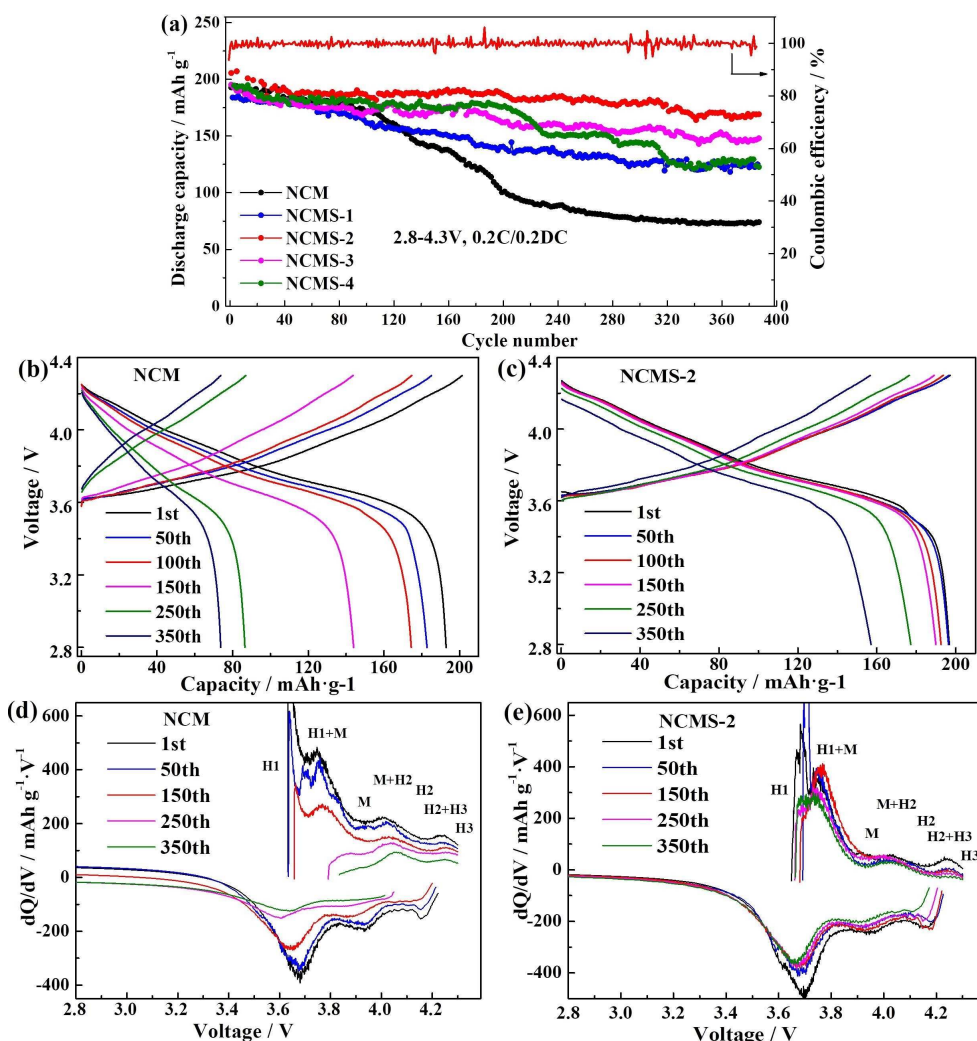 (a)
250
200
150
100
75
50
25
0
Discharge capacity / mAh g⁻¹
100
80
60
40
20
0
Coulombic efficiency / %
NCM
NCMS-1
NCMS-2
NCMS-3
NCMS-4
2.8-4.3V, 0.2C/0.2DC
0 40 80 120 160 200 240 280 320 360 400
Cycle number
(b)
NCM
4.4
4.0
3.6
3.2
2.8
Voltage / V
1st
50th
100th
150th
250th
350th
0 40 80 120 160 200
Capacity / mAh·g-1
(c)
NCMS-2
4.4
4.0
3.6
3.2
2.8
Voltage / V
1st
50th
100th
150th
250th
350th
0 40 80 120 160 200
Capacity / mAh·g-1
(d)
NCM
600
400
200
0
-200
-400
dQ/dV / mAh g⁻¹·V⁻¹
1st
50th
150th
250th
350th
H1
H1+M
M
M+H2
H2
H2+H3
H3
2.8 3.0 3.2 3.4 3.6 3.8 4.0 4.2
Voltage / V
(e)
NCMS-2
600
400
200
0
-200
-400
dQ/dV / mAh g⁻¹·V⁻¹
1st
50th
150th
250th
350th
H1
H1+M
M
M+H2
H2
H2+H3
H3
2.8 3.0 3.2 3.4 3.6 3.8 4.0 4.2
Voltage / V